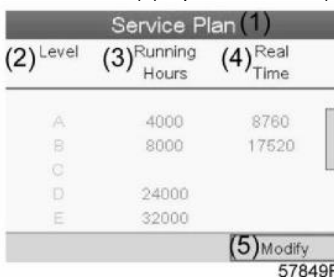 Service Plan (1)
(2) Level (3) Running Hours (4) Real Time
A 4000 8760
B 8000 17520
C
D 24000
E 32000
(5) Modify
57849F